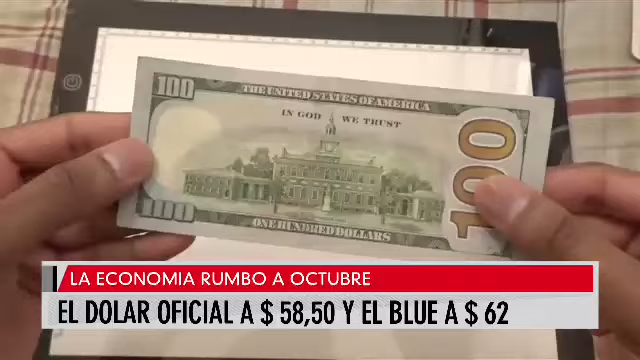 100
THE UNITED STATES OF AMERICA
IN GOD WE TRUST
100
100
ONE HUNDRED DOLLARS
LA ECONOMIA RUMBO A OCTUBRE
EL DOLAR OFICIAL A $ 58,50 Y EL BLUE A $ 62